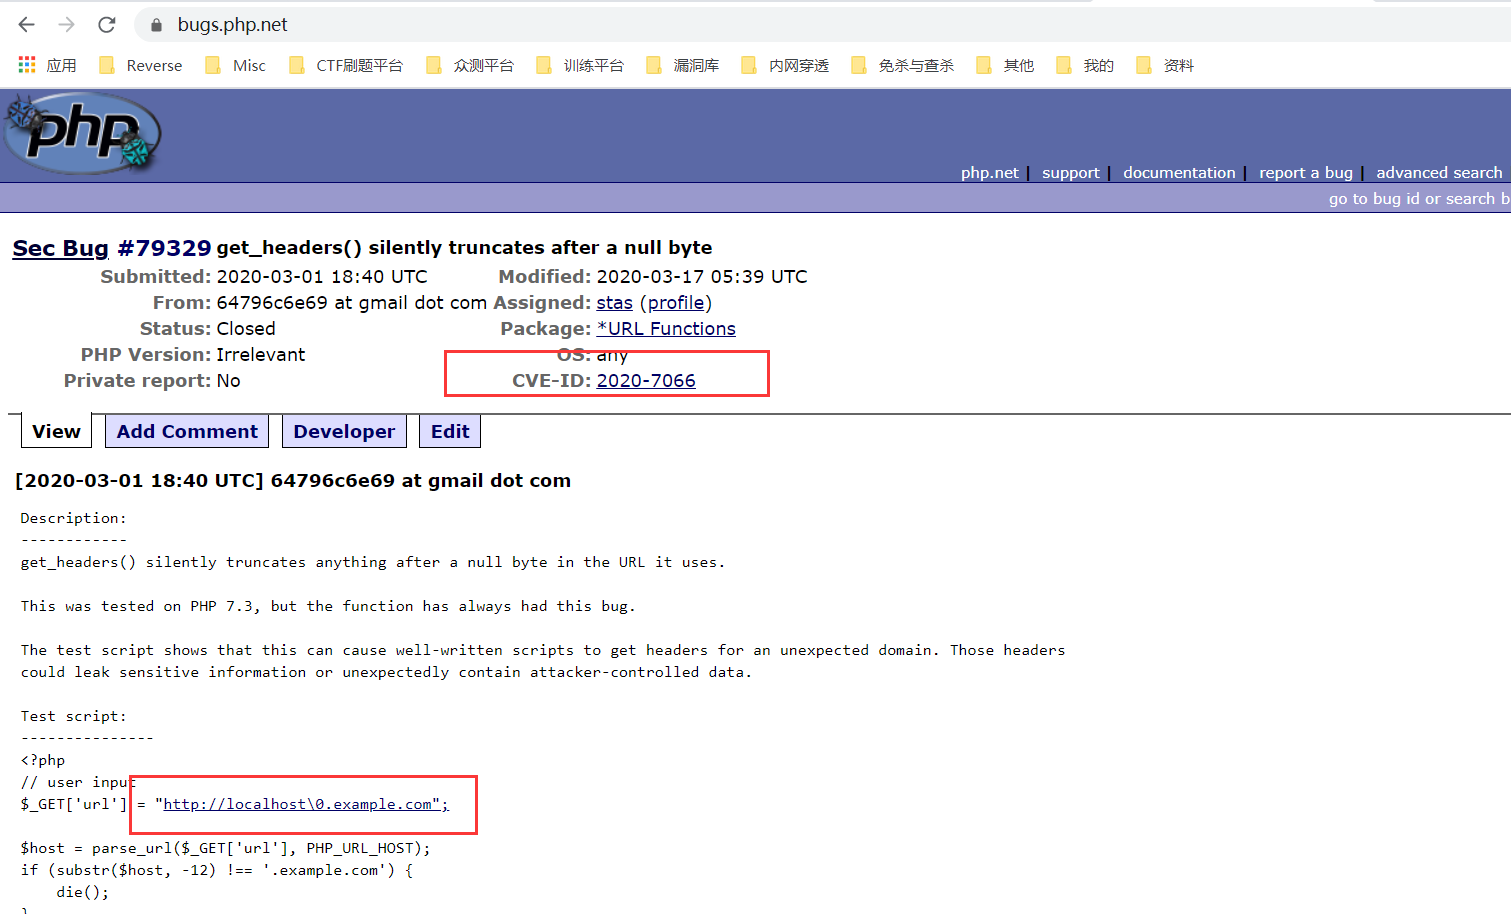 bugs.php.net
应用 Reverse Misc CTF刷题平台 众测平台 训练平台 漏洞库 内网穿透 免杀与查杀 其他 我的 资料
php
php.net | support | documentation | report a bug | advanced search
go to bug id or search b
Sec Bug #79329 get_headers() silently truncates after a null byte
Submitted: 2020-03-01 18:40 UTC Modified: 2020-03-17 05:39 UTC
From: 64796c6e69 at gmail dot com Assigned: stas (profile)
Status: Closed Package: *URL Functions
PHP Version: Irrelevant OS: any
Private report: No CVE-ID: 2020-7066
View Add Comment Developer Edit
[2020-03-01 18:40 UTC] 64796c6e69 at gmail dot com
Description:
------------
get_headers() silently truncates anything after a null byte in the URL it uses.
This was tested on PHP 7.3, but the function has always had this bug.
The test script shows that this can cause well-written scripts to get headers for an unexpected domain. Those headers
could leak sensitive information or unexpectedly contain attacker-controlled data.
Test script:
---------------
<?php
// user input
$_GET['url'] = "http://localhost\0.example.com";
$host = parse_url($_GET['url'], PHP_URL_HOST);
if (substr($host, -12) !== '.example.com') {
die();
}